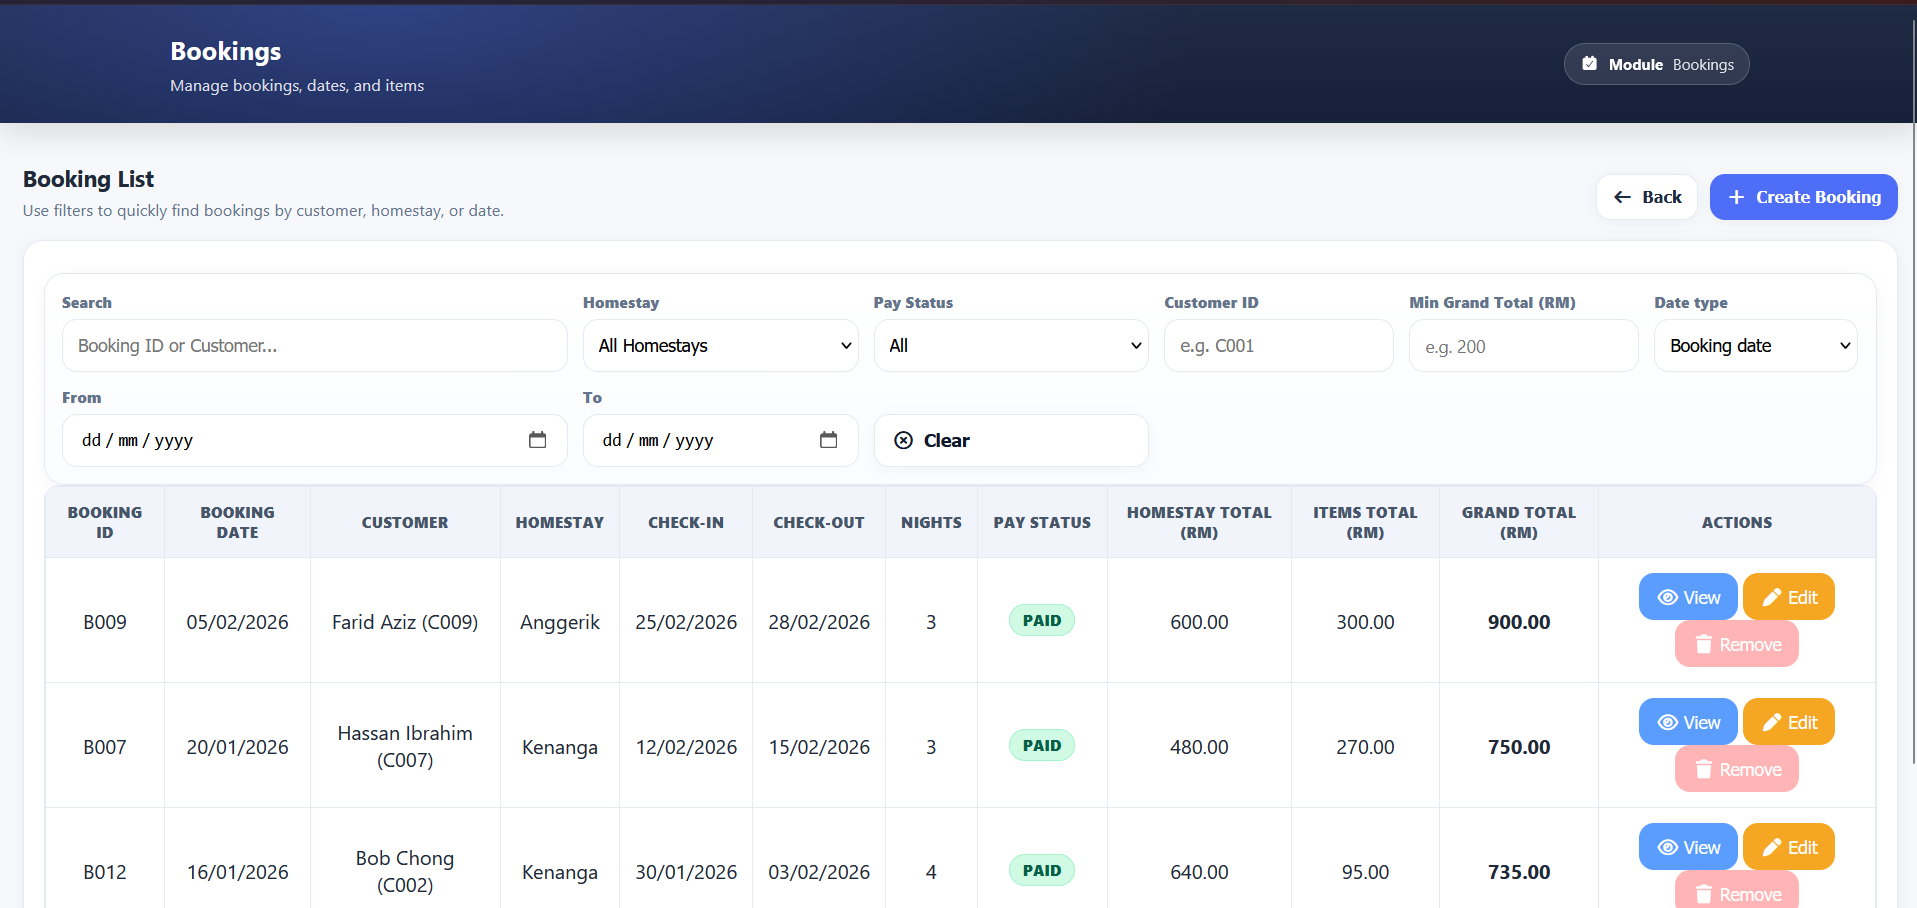 Bookings
Manage bookings, dates, and items
Module Bookings
Booking List
Use filters to quickly find bookings by customer, homestay, or date.
Back
Create Booking
Search
Homestay
Pay Status
Customer ID
Min Grand Total (RM)
Date type
Booking ID or Customer...
All Homestays
All
e.g. C001
e.g. 200
Booking date
From
To
dd / mm / yyyy
dd / mm / yyyy
Clear
BOOKING ID
BOOKING DATE
CUSTOMER
HOMESTAY
CHECK-IN
CHECK-OUT
NIGHTS
PAY STATUS
HOMESTAY TOTAL (RM)
ITEMS TOTAL (RM)
GRAND TOTAL (RM)
ACTIONS
B009 05/02/2026 Farid Aziz (C009) Anggerik 25/02/2026 28/02/2026 3 PAID 600.00 300.00 900.00 View Edit
Remove
B007 20/01/2026 Hassan Ibrahim (C007) Kenanga 12/02/2026 15/02/2026 3 PAID 480.00 270.00 750.00 View Edit
Remove
B012 16/01/2026 Bob Chong (C002) Kenanga 30/01/2026 03/02/2026 4 PAID 640.00 95.00 735.00 View Edit
Remove